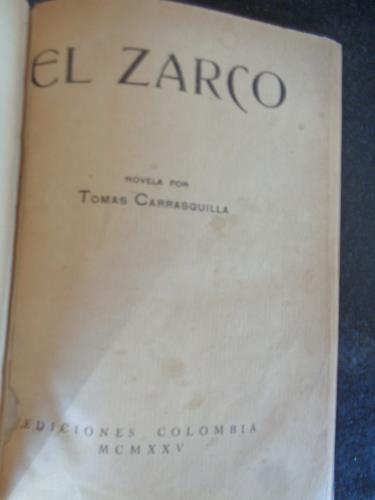 EL ZARCO
NOVELA POR
TOMAS CARRASQUILLA
EDICIONES COLOMBIA
MCMXXV